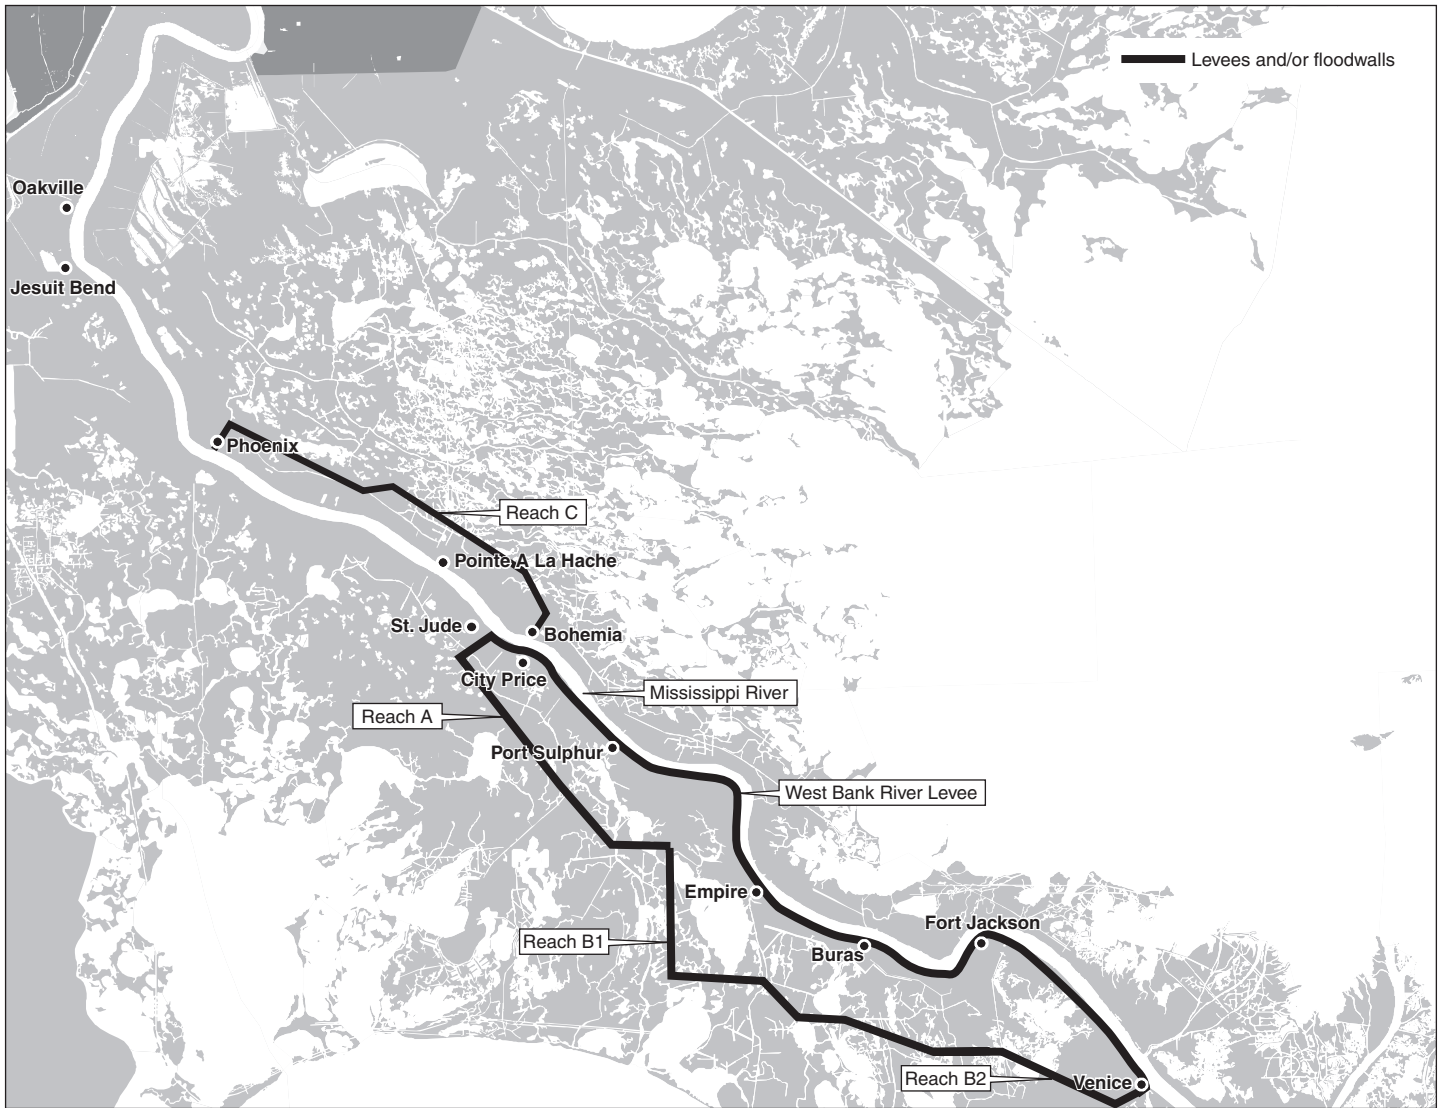 Levees and/or floodwalls
Oakville
Jesuit Bend
Phoenix
Reach C
Pointe A La Hache
St. Jude
Bohemia
City Price
Mississippi River
Reach A
Port Sulphur
West Bank River Levee
Empire
Fort Jackson
Reach B1
Buras
Reach B2
Venice